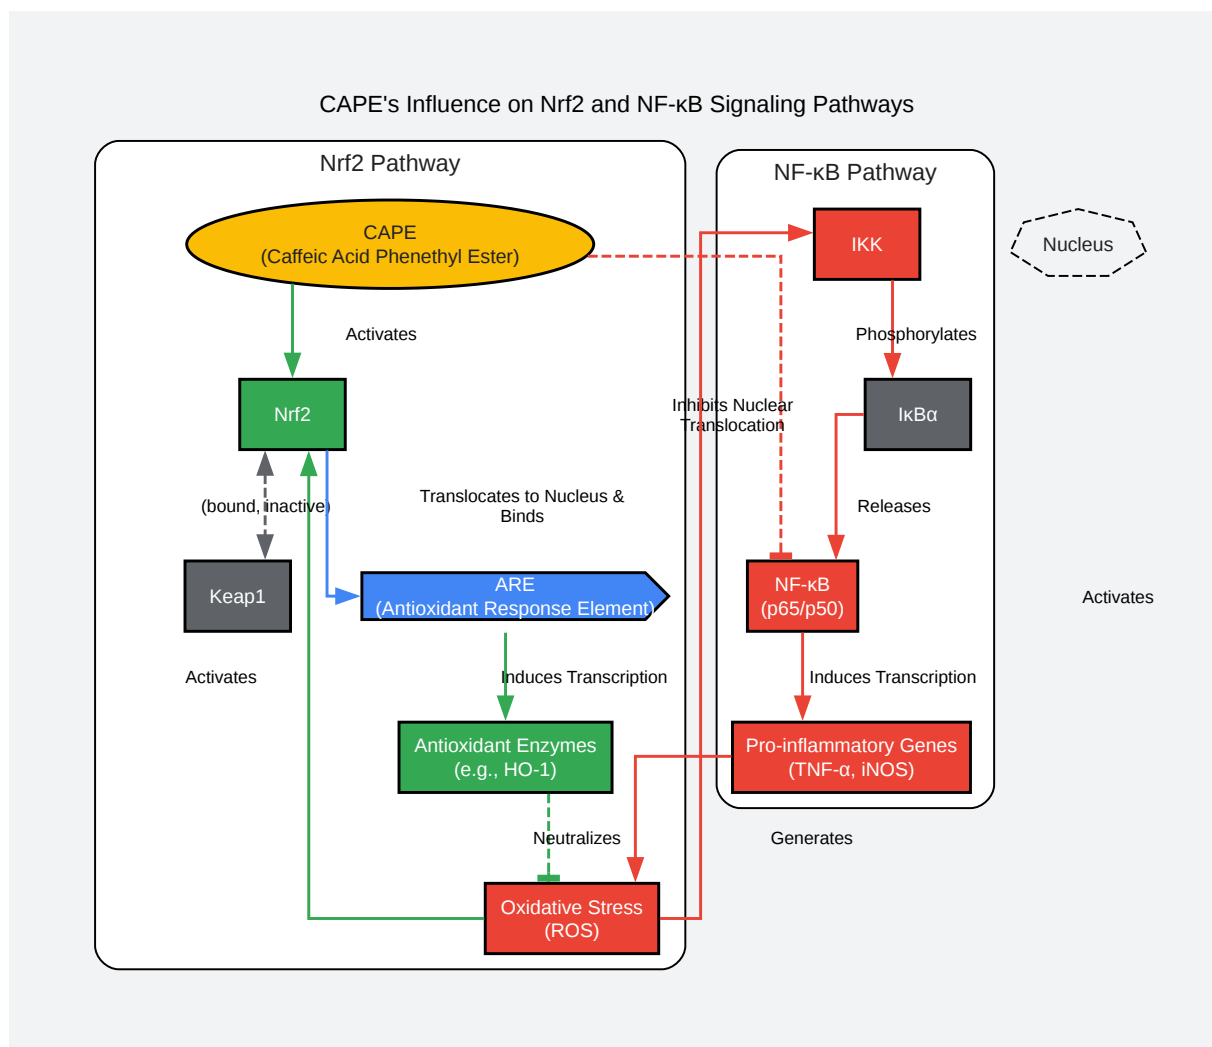 CAPE's Influence on Nrf2 and NF-κB Signaling Pathways
Nrf2 Pathway
NF-κB Pathway
CAPE
(Caffeic Acid Phenethyl Ester)
IKK
Nucleus
Activates
Phosphorylates
Nrf2
Inhibits Nuclear
Translocation
IκBα
(bound, inactive)
Translocates to Nucleus &
Binds
Releases
Keap1
ARE
(Antioxidant Response Element)
NF-κB
(p65/p50)
Activates
Activates
Induces Transcription
Induces Transcription
Antioxidant Enzymes
(e.g., HO-1)
Pro-inflammatory Genes
(TNF-α, iNOS)
Neutralizes
Generates
Oxidative Stress
(ROS)